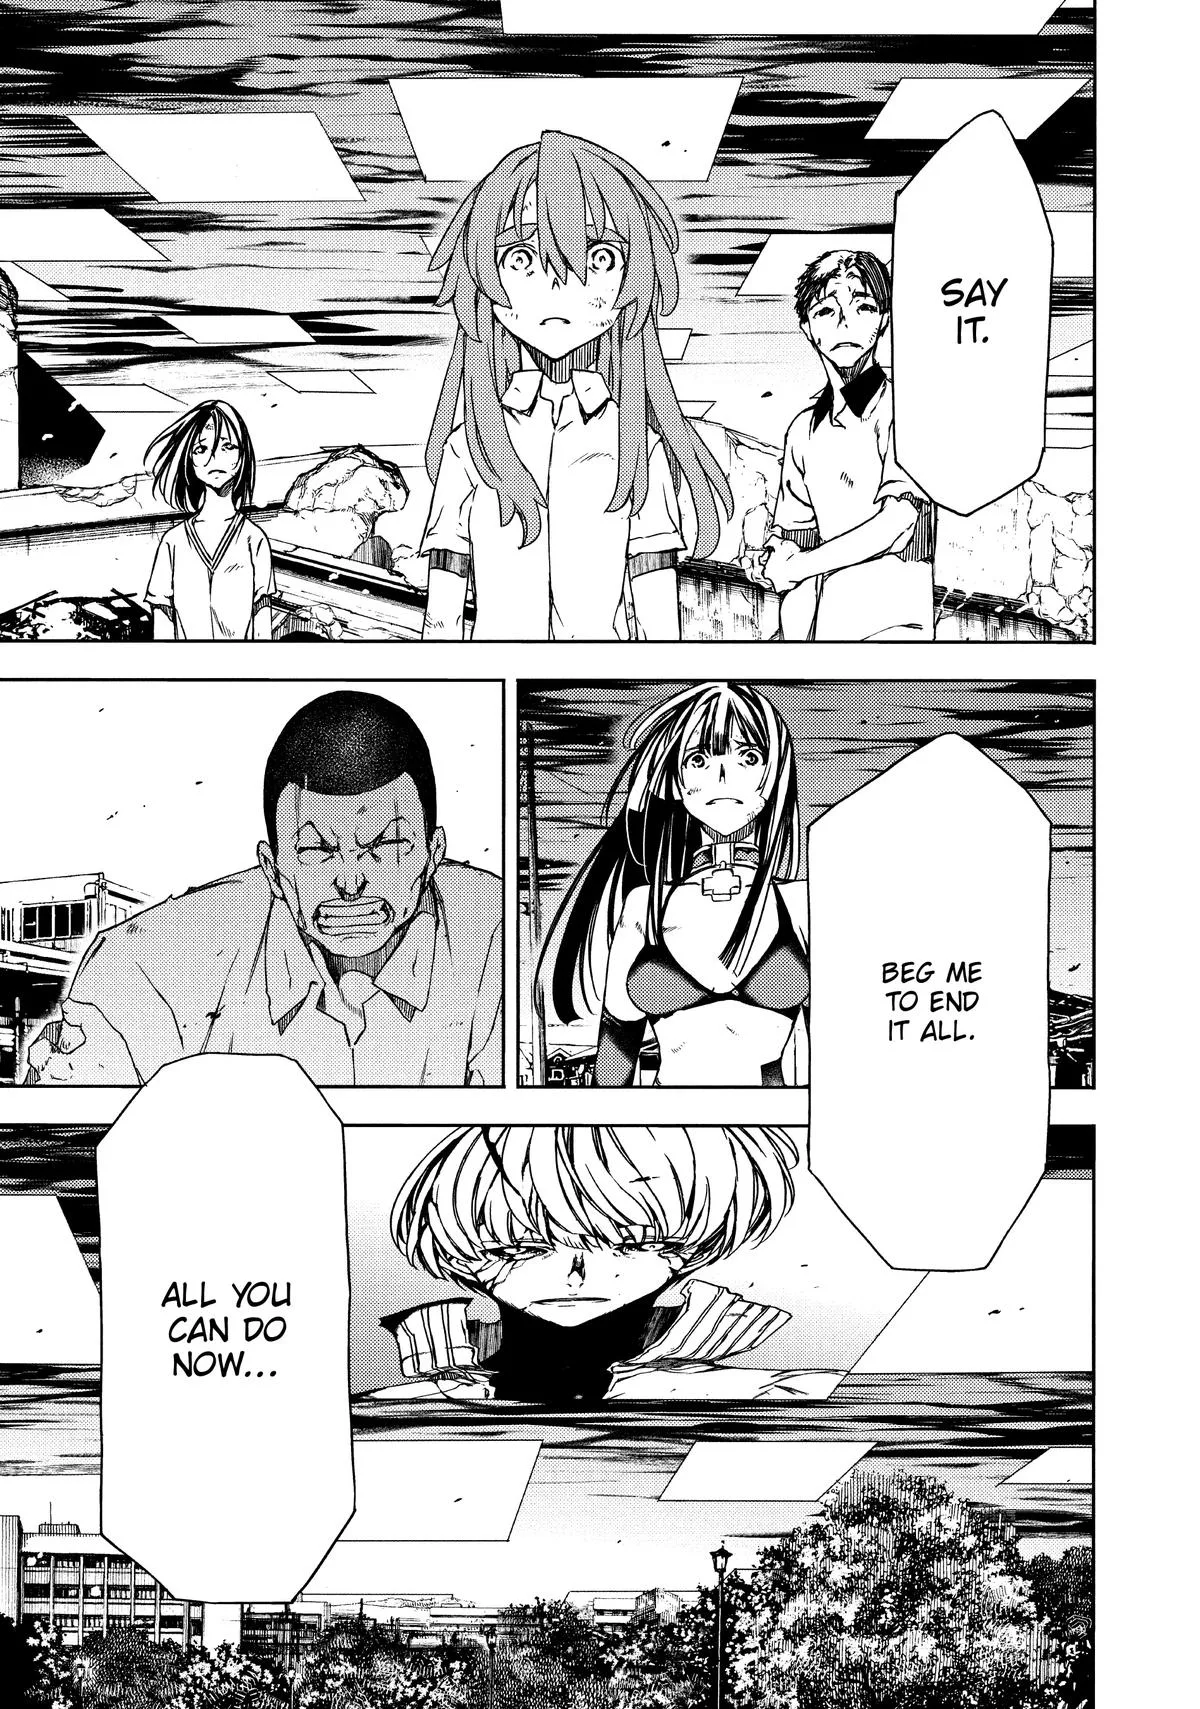 SAY
IT.
BEG ME
TO END
IT ALL.
ALL YOU
CAN DO
NOW...